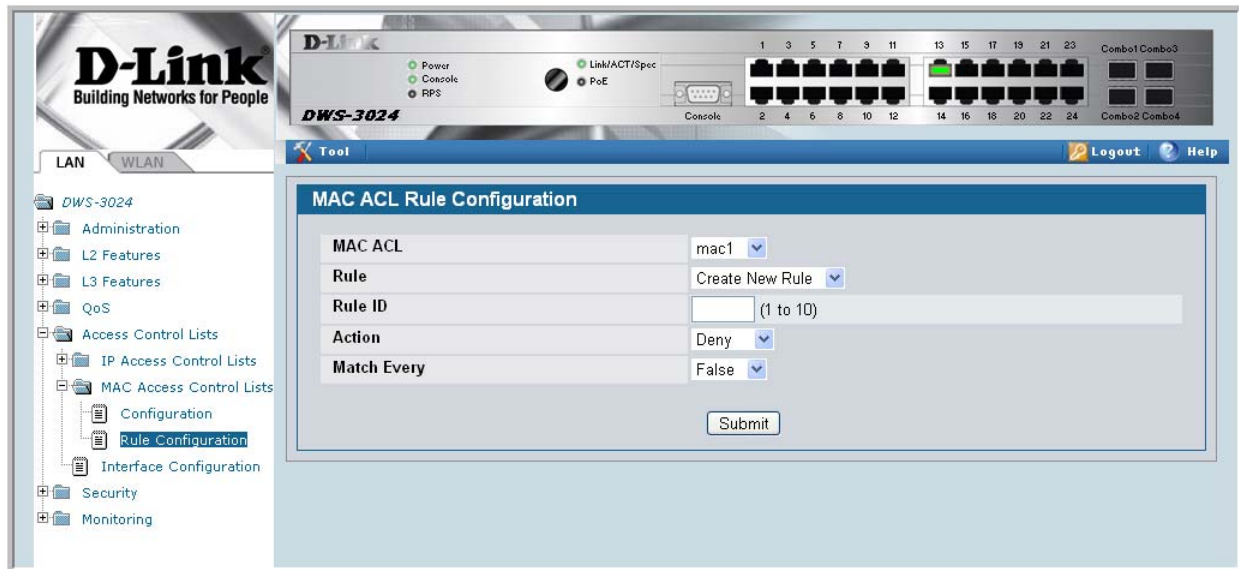 D-Link
Building Networks for People
D-Link
Power
Console
RPS
Link/ACT/Spec
PoE
DWS-3024
Console
1 3 5 7 9 11 13 15 17 19 21 23
Combo1 Combo3
2 4 6 8 10 12 14 16 18 20 22 24
Combo2 Combo4
LAN
WLAN
Tool
Logout
Help
DWS-3024
Administration
L2 Features
L3 Features
QoS
Access Control Lists
IP Access Control Lists
MAC Access Control Lists
Configuration
Rule Configuration
Interface Configuration
Security
Monitoring
MAC ACL Rule Configuration
MAC ACL mac1
Rule Create New Rule
Rule ID (1 to 10)
Action Deny
Match Every False
Submit